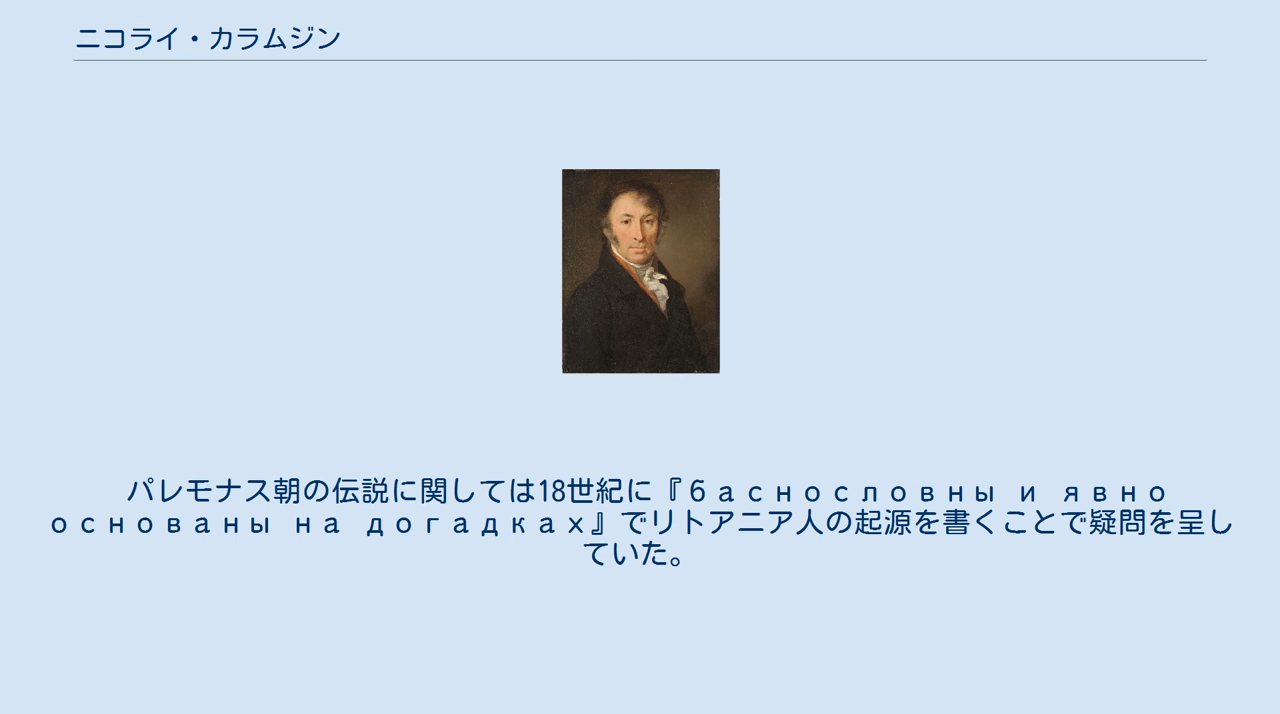 ニコライ・カラムジン
パレモナス朝の伝説に関しては18世紀に『баснословны и явно
основаны на догадках』でリトアニア人の起源を書くことで疑問を呈し
ていた。